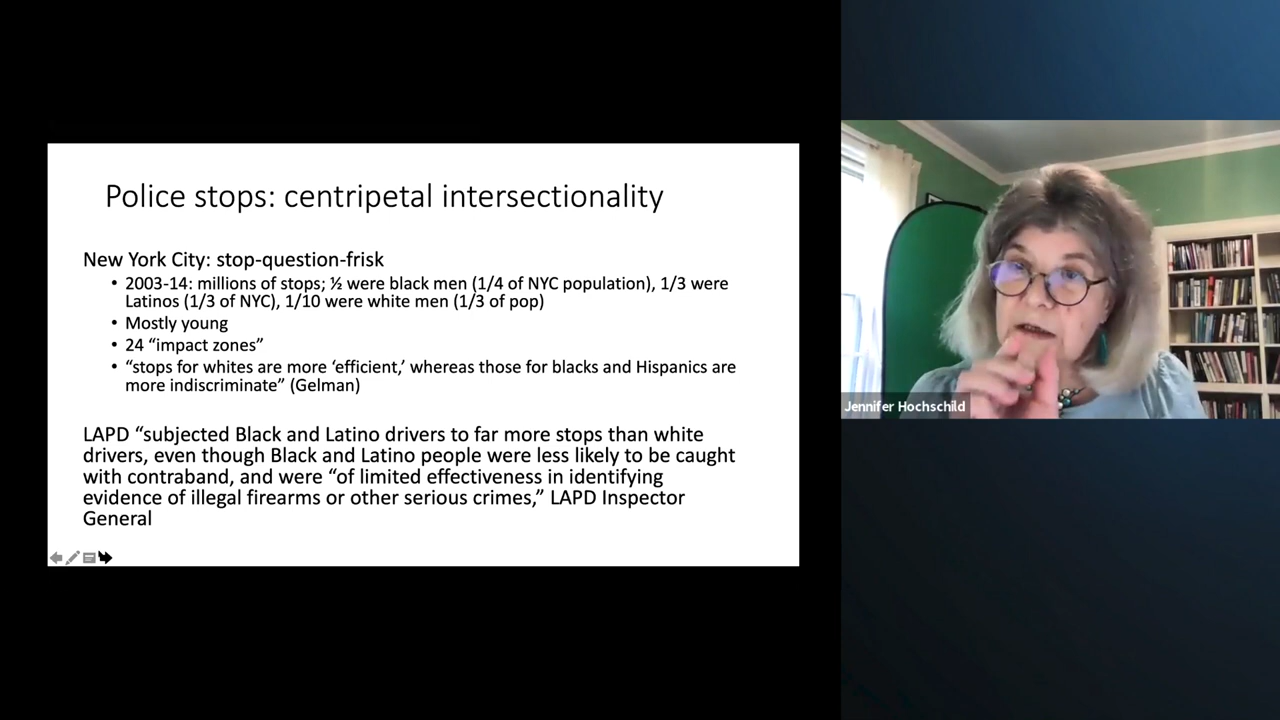 Police stops: centripetal intersectionality
New York City: stop-question-frisk
• 2003-14: millions of stops; ½ were black men (1/4 of NYC population), 1/3 were
Latinos (1/3 of NYC), 1/10 were white men (1/3 of pop)
• Mostly young
• 24 “impact zones”
• “stops for whites are more ‘efficient,’ whereas those for blacks and Hispanics are
more indiscriminate” (Gelman)
LAPD “subjected Black and Latino drivers to far more stops than white
drivers, even though Black and Latino people were less likely to be caught
with contraband, and were “of limited effectiveness in identifying
evidence of illegal firearms or other serious crimes,” LAPD Inspector
General
Jennifer Hochschild